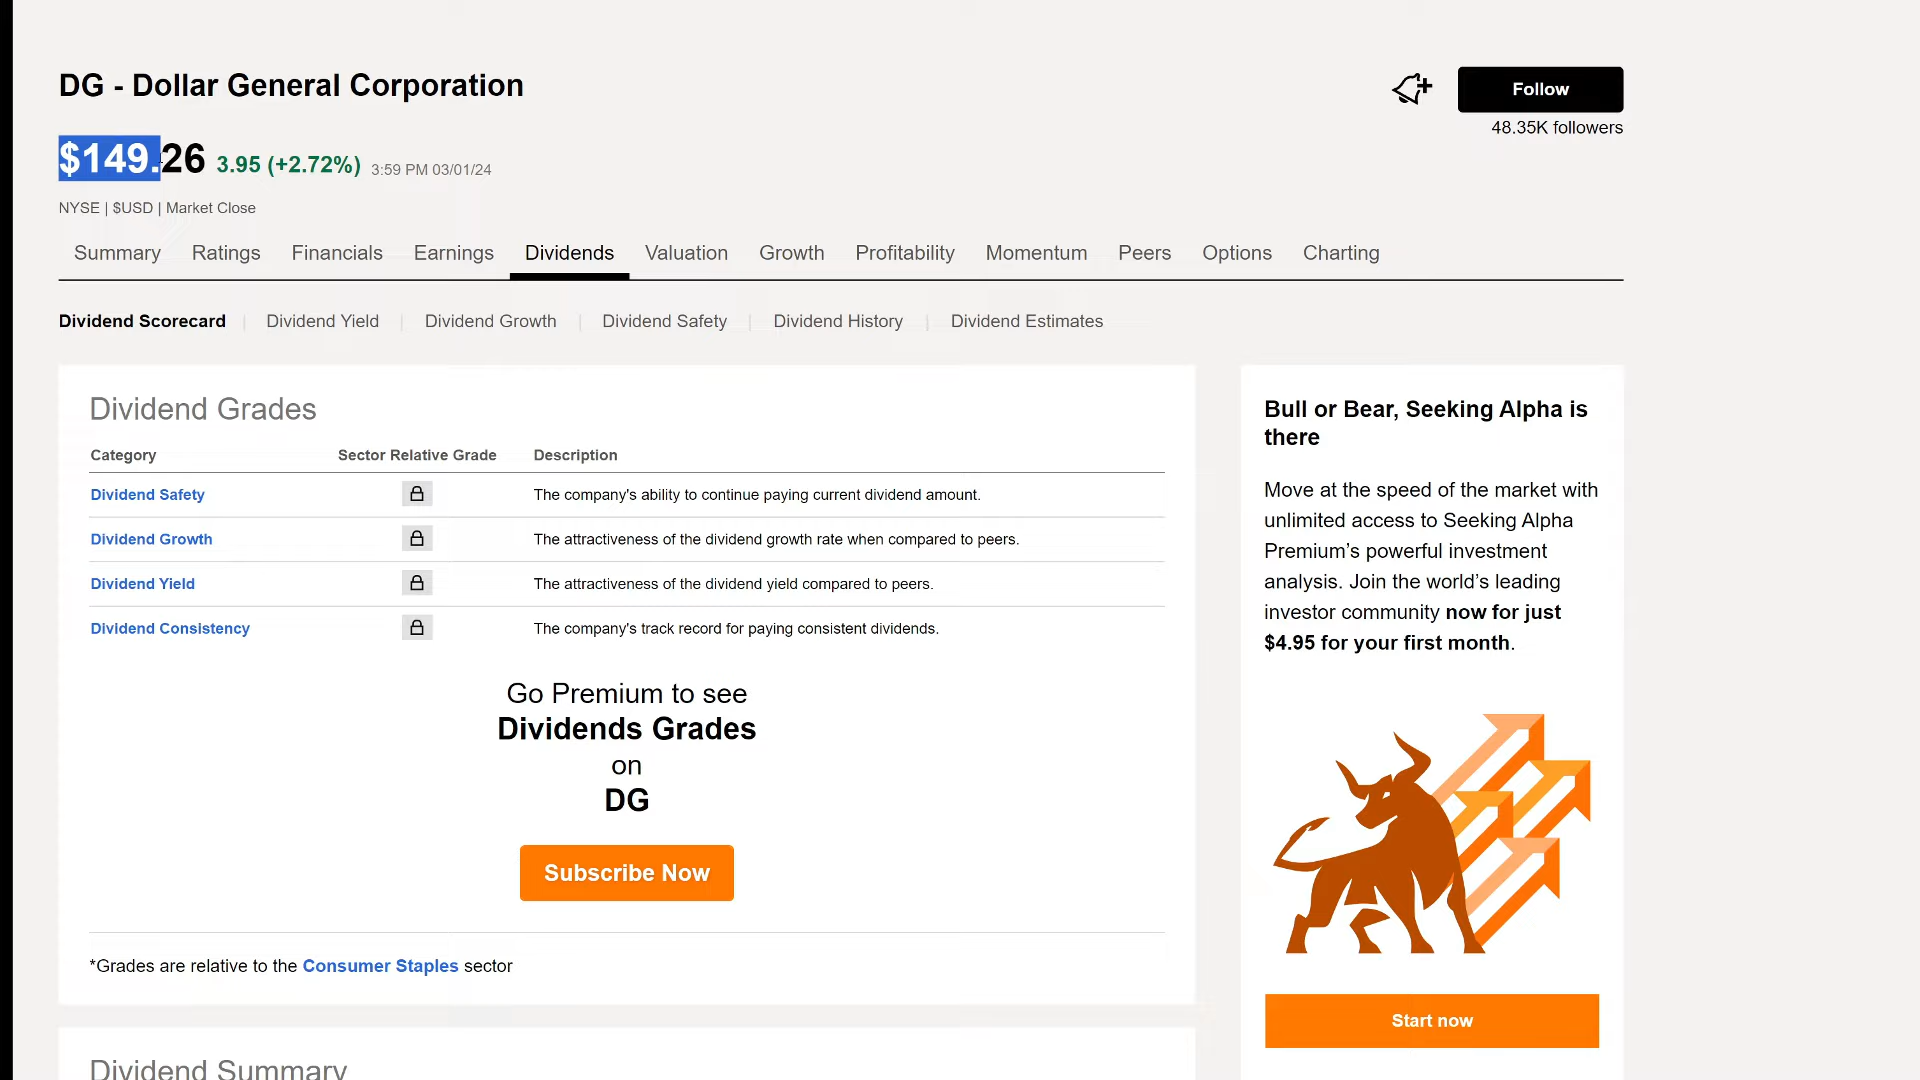 DG - Dollar General Corporation
Follow
48.35K followers
$149.26 3.95 (+2.72%) 3:59 PM 03/01/24
NYSE | $USD | Market Close
Summary Ratings Financials Earnings Dividends Valuation Growth Profitability Momentum Peers Options Charting
Dividend Scorecard | Dividend Yield | Dividend Growth | Dividend Safety | Dividend History | Dividend Estimates
Dividend Grades
Category Sector Relative Grade Description
Dividend Safety The company's ability to continue paying current dividend amount.
Dividend Growth The attractiveness of the dividend growth rate when compared to peers.
Dividend Yield The attractiveness of the dividend yield compared to peers.
Dividend Consistency The company's track record for paying consistent dividends.
Go Premium to see
Dividends Grades
on
DG
Subscribe Now
*Grades are relative to the Consumer Staples sector
Dividend Summary
Bull or Bear, Seeking Alpha is
there
Move at the speed of the market with
unlimited access to Seeking Alpha
Premium’s powerful investment
analysis. Join the world’s leading
investor community now for just
$4.95 for your first month.
Start now